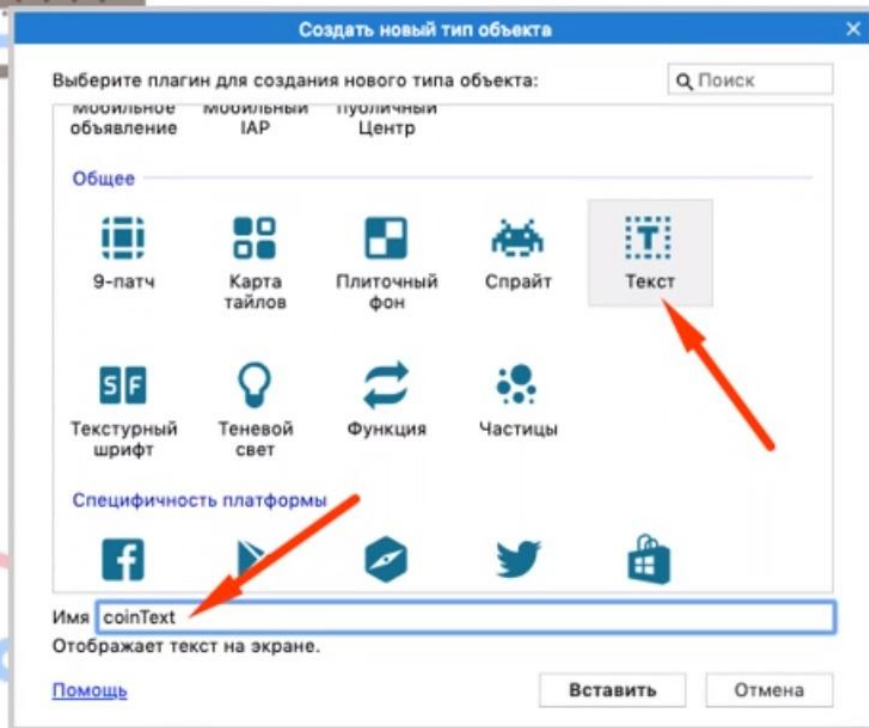 Создать новый тип объекта
Выберите плагин для создания нового типа объекта:
Поиск
Мобильное объявление
Мобильный IAP
Публичный Центр
Общее
9-патч
Карта тайлов
Плиточный фон
Спрайт
Текст
Текстурный шрифт
Теневой свет
Функция
Частицы
Специфичность платформы
Имя coinText
Отображает текст на экране.
Помощь
Вставить
Отмена